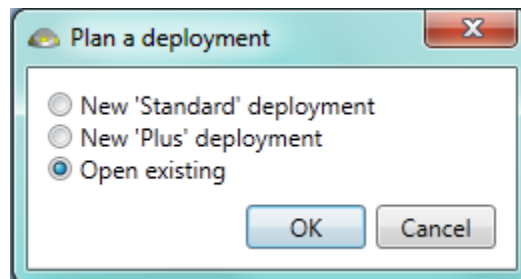 Plan a deployment
New 'Standard' deployment
New 'Plus' deployment
Open existing
OK Cancel